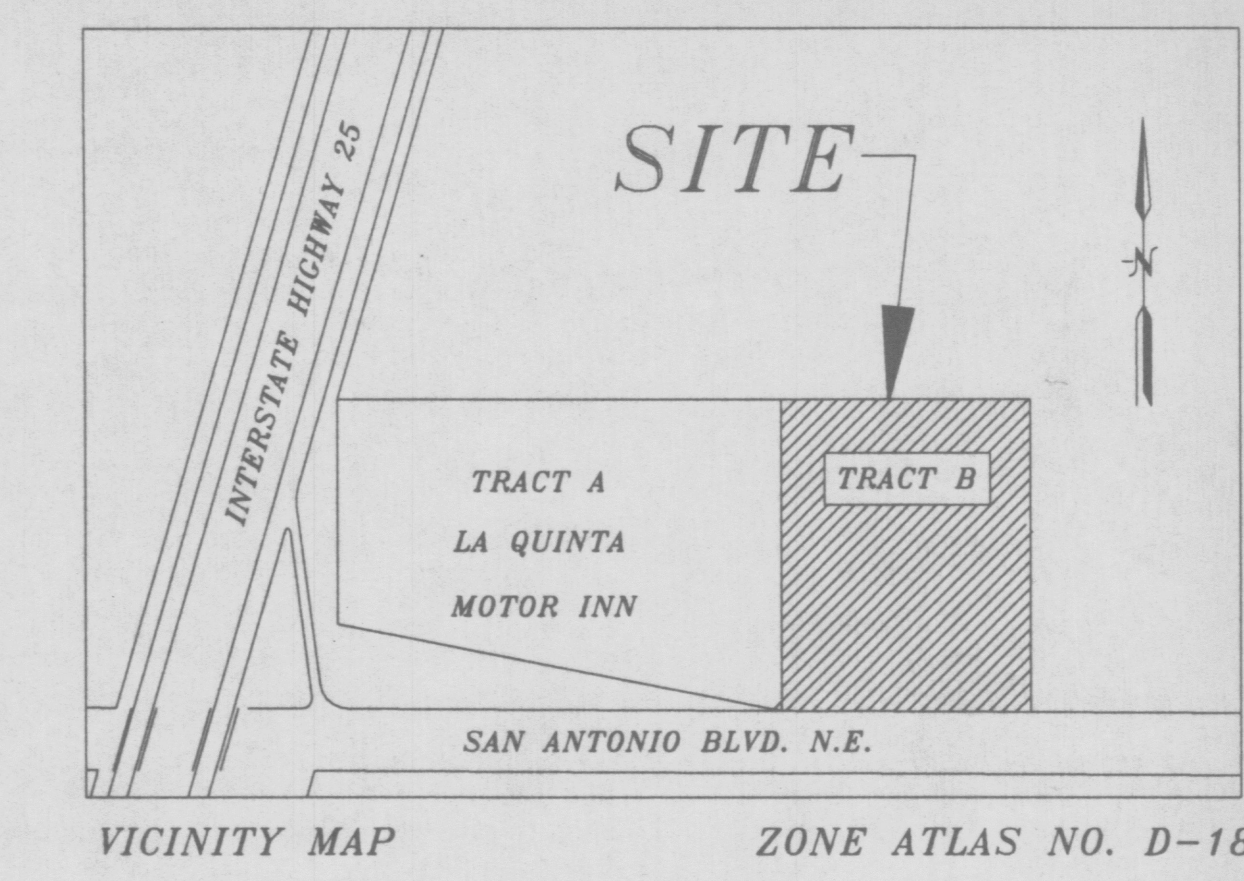 SITE
INTERSTATE HIGHWAY 25
N
TRACT A
LA QUINTA
MOTOR INN
TRACT B
SAN ANTONIO BLVD. N.E.
VICINITY MAP
ZONE ATLAS NO. D-18